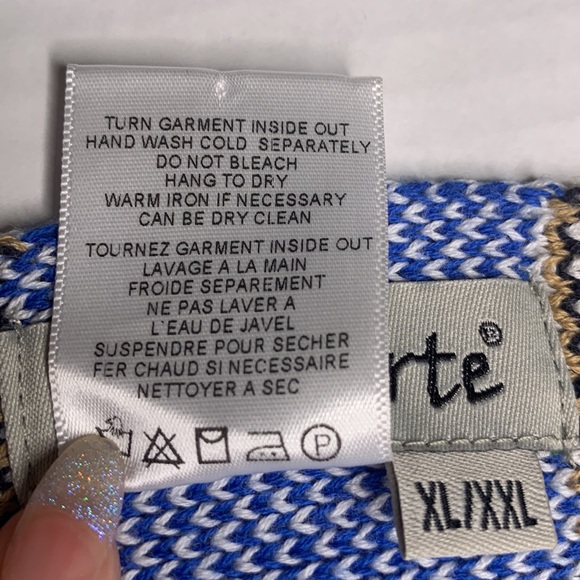 TURN GARMENT INSIDE OUT
HAND WASH COLD SEPARATELY
DO NOT BLEACH
HANG TO DRY
WARM IRON IF NECESSARY
CAN BE DRY CLEAN
TOURNEZ GARMENT INSIDE OUT
LAVAGE A LA MAIN
FROIDE SEPAREMENT
NE PAS LAVER A
L'EAU DE JAVEL
SUSPENDRE POUR SECHER
FER CHAUD SI NECESSAIRE
NETTOYER A SEC
P
rte®
XL/XXL